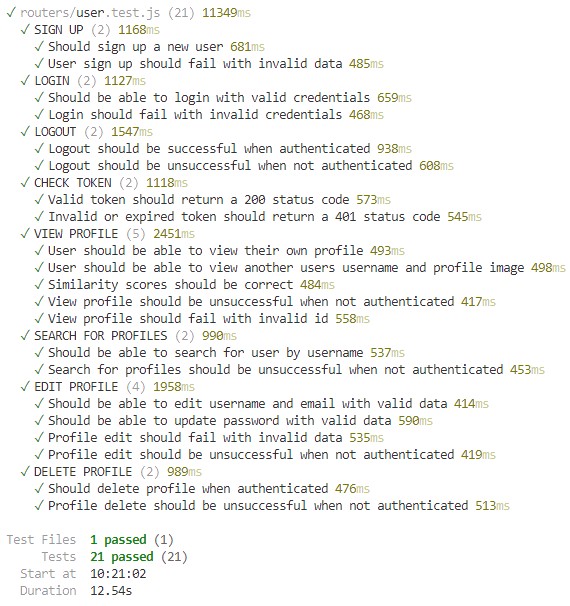 ✓ routers/user.test.js (21) 11349ms
✓ SIGN UP (2) 1168ms
✓ Should sign up a new user 681ms
✓ User sign up should fail with invalid data 485ms
✓ LOGIN (2) 1127ms
✓ Should be able to login with valid credentials 659ms
✓ Login should fail with invalid credentials 468ms
✓ LOGOUT (2) 1547ms
✓ Logout should be successful when authenticated 938ms
✓ Logout should be unsuccessful when not authenticated 608ms
✓ CHECK TOKEN (2) 1118ms
✓ Valid token should return a 200 status code 573ms
✓ Invalid or expired token should return a 401 status code 545ms
✓ VIEW PROFILE (5) 2451ms
✓ User should be able to view their own profile 493ms
✓ User should be able to view another users username and profile image 498ms
✓ Similarity scores should be correct 484ms
✓ View profile should be unsuccessful when not authenticated 417ms
✓ View profile should fail with invalid id 558ms
✓ SEARCH FOR PROFILES (2) 990ms
✓ Should be able to search for user by username 537ms
✓ Search for profiles should be unsuccessful when not authenticated 453ms
✓ EDIT PROFILE (4) 1958ms
✓ Should be able to edit username and email with valid data 414ms
✓ Should be able to update password with valid data 590ms
✓ Profile edit should fail with invalid data 535ms
✓ Profile edit should be unsuccessful when not authenticated 419ms
✓ DELETE PROFILE (2) 989ms
✓ Should delete profile when authenticated 476ms
✓ Profile delete should be unsuccessful when not authenticated 513ms
Test Files 1 passed (1)
Tests 21 passed (21)
Start at 10:21:02
Duration 12.54s